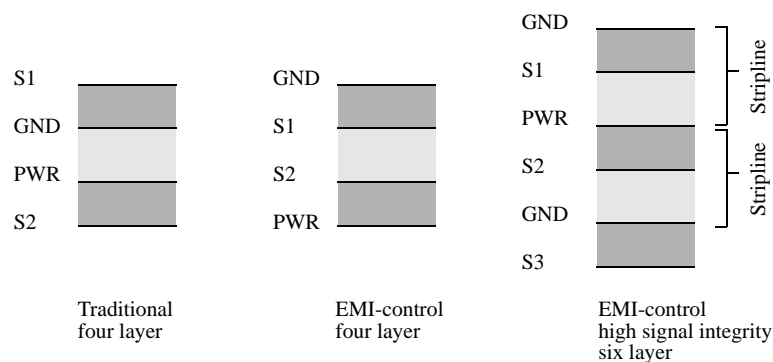 S1
GND
PWR
S2
Traditional
four layer
GND
S1
S2
PWR
EMI-control
four layer
GND
S1
PWR
S2
GND
S3
Stripline
Stripline
EMI-control
high signal integrity
six layer